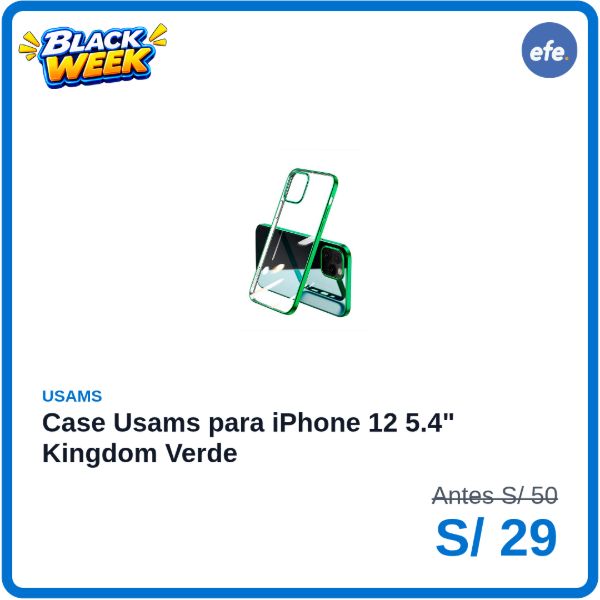 BLACK
WEEK
efe.
USAMS
Case Usams para iPhone 12 5.4"
Kingdom Verde
Antes S/ 50
S/ 29